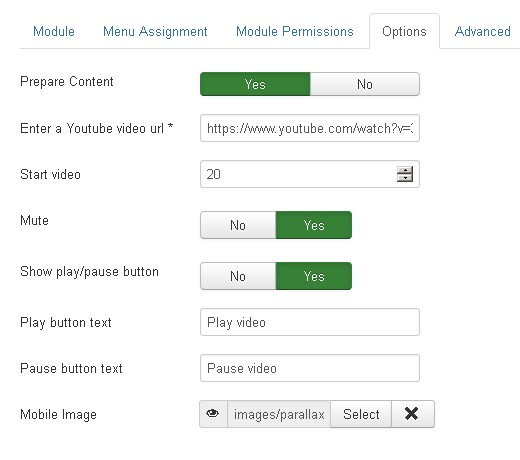 Module Menu Assignment Module Permissions Options Advanced
Prepare Content Yes No
Enter a Youtube video url * https://www.youtube.com/watch?v=
Start video 20
Mute No Yes
Show play/pause button No Yes
Play button text Play video
Pause button text Pause video
Mobile Image images/parallax Select